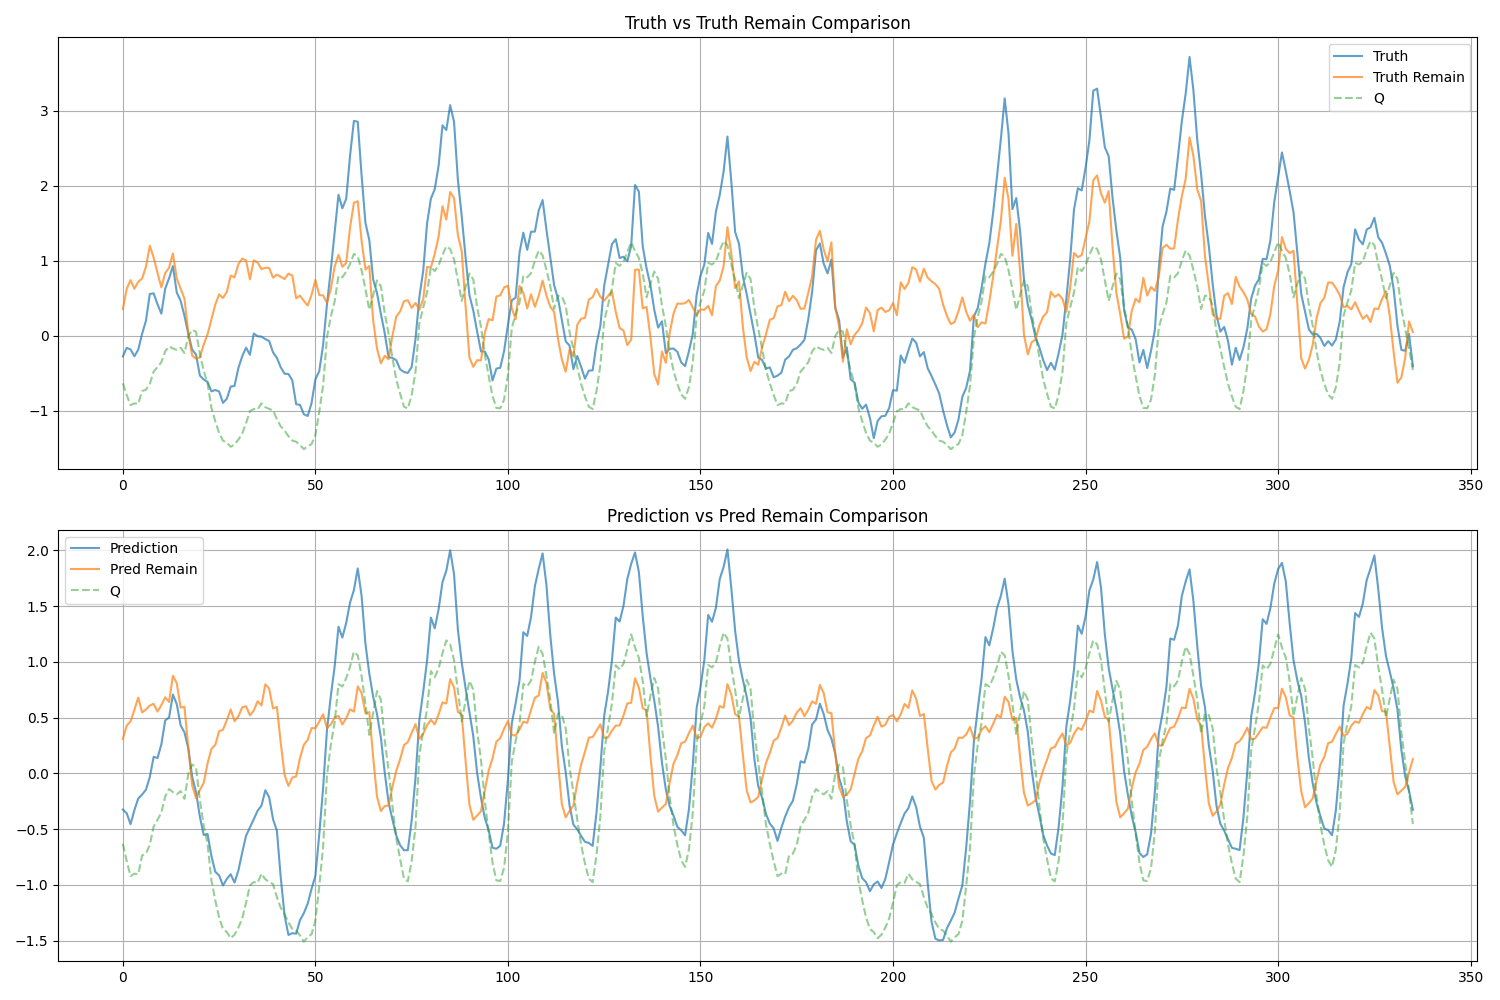 Truth vs Truth Remain Comparison
Truth
Truth Remain
Q
3
2
1
0
−1
0 50 100 150 200 250 300 350
Prediction vs Pred Remain Comparison
Prediction
Pred Remain
Q
2.0
1.5
1.0
0.5
0.0
−0.5
−1.0
−1.5
0 50 100 150 200 250 300 350